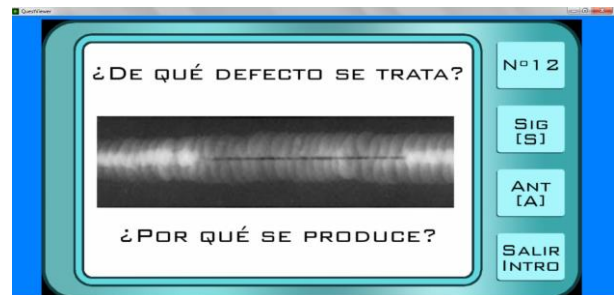 QuestViewer
¿DE QUÉ DEFECTO SE TRATA?
¿POR QUÉ SE PRODUCE?
Nº12
SIG
[S]
ANT
[A]
SALIR
INTRO